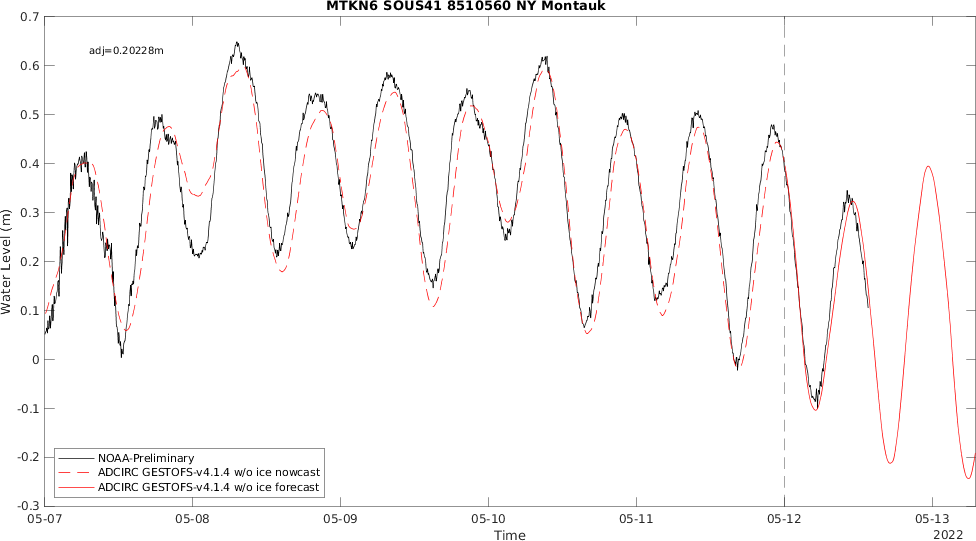 MTKN6 SOUS41 8510560 NY Montauk
adj=0.20228m
Water Level (m)
0.7
0.6
0.5
0.4
0.3
0.2
0.1
0
-0.1
-0.2
-0.3
NOAA-Preliminary
ADCIRC GESTOFS-v4.1.4 w/o ice nowcast
ADCIRC GESTOFS-v4.1.4 w/o ice forecast
05-07 05-08 05-09 05-10 05-11 05-12 05-13
Time
2022